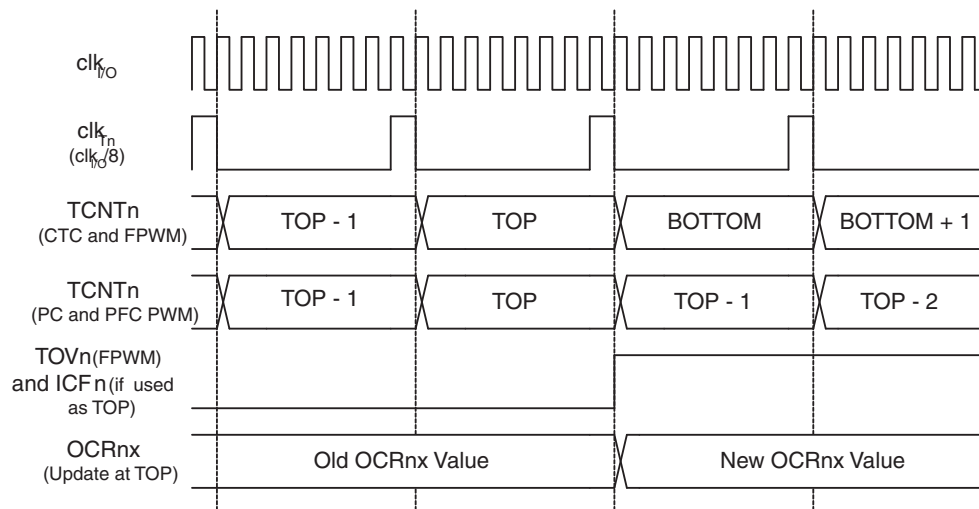 clkI/O
clkTn
(clkI/O/8)
TCNTn
(CTC and FPWM)
TOP - 1
TOP
BOTTOM
BOTTOM + 1
TCNTn
(PC and PFC PWM)
TOP - 1
TOP
TOP - 1
TOP - 2
TOVn(FPWM)
and ICFn(if used
as TOP)
OCRnx
(Update at TOP)
Old OCRnx Value
New OCRnx Value